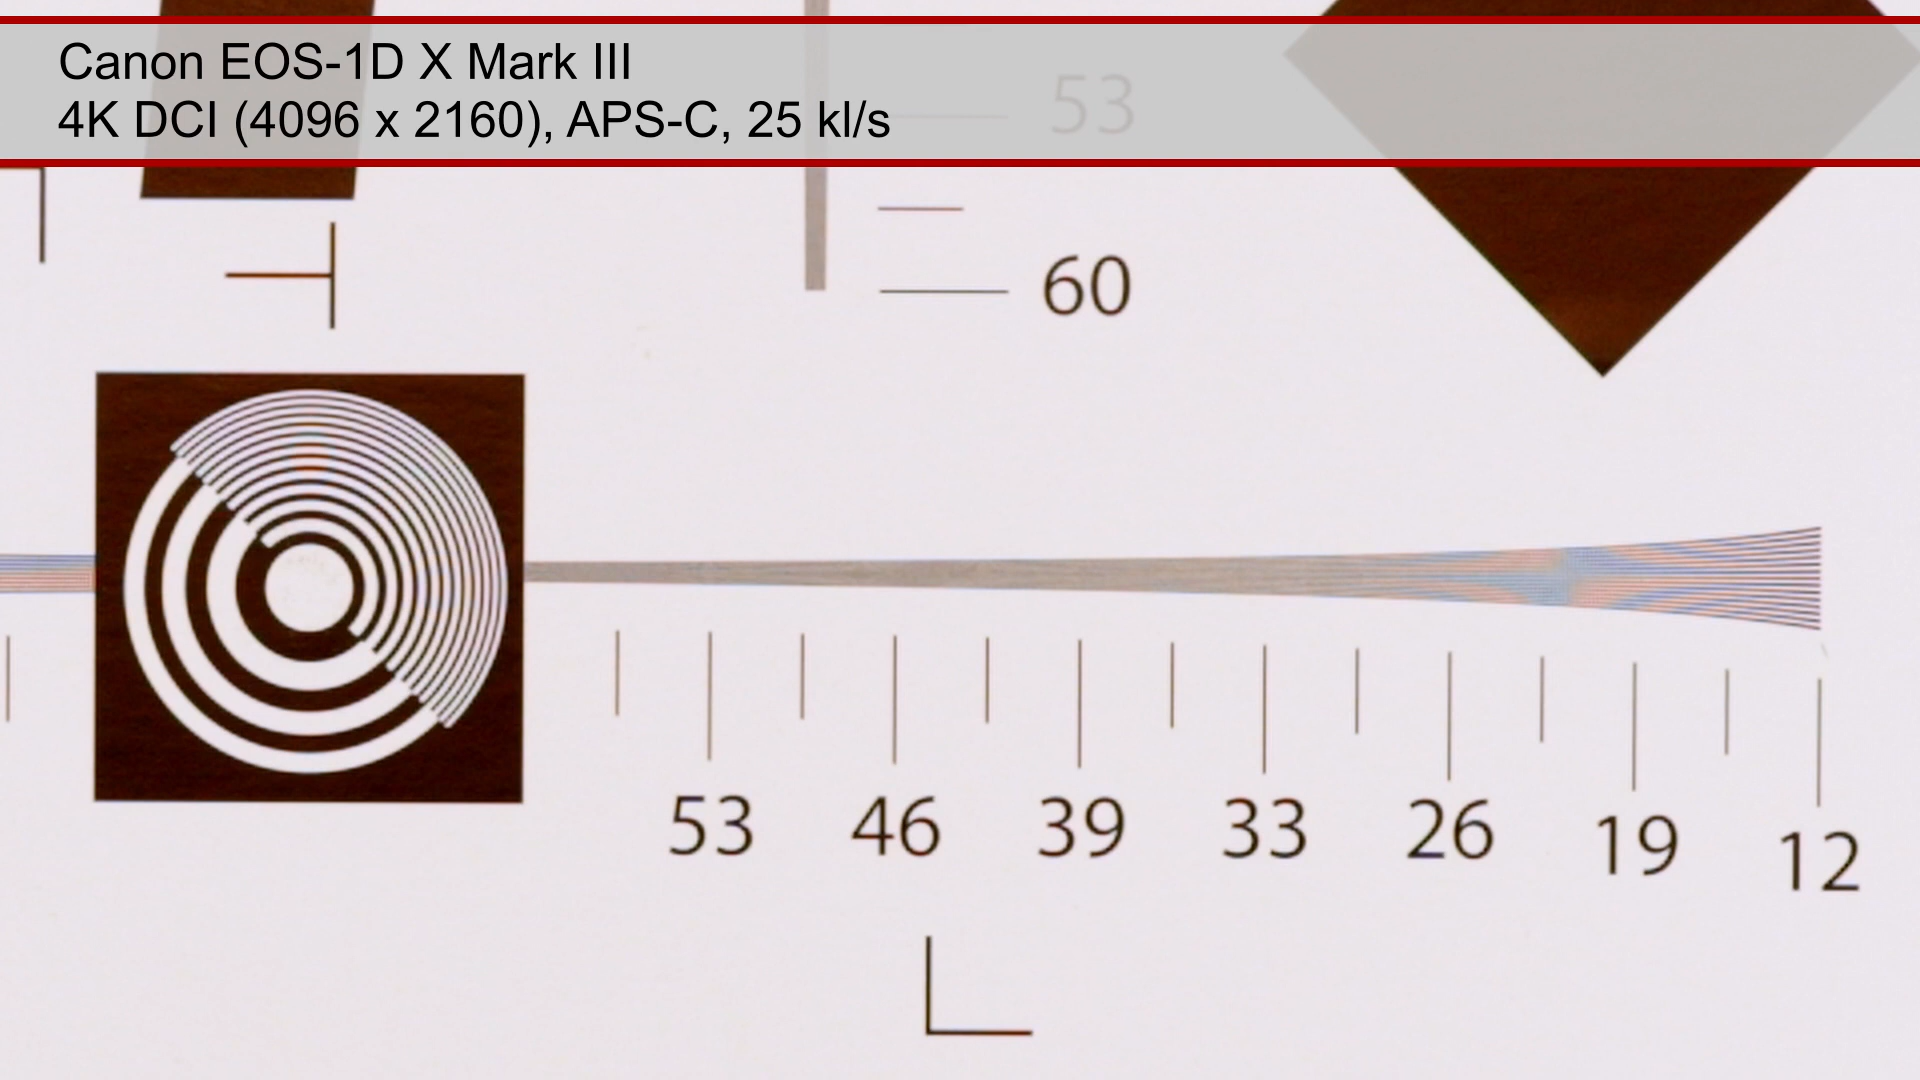 Canon EOS-1D X Mark III
4K DCI (4096 x 2160), APS-C, 25 kl/s
53
60
53 46 39 33 26 19 12